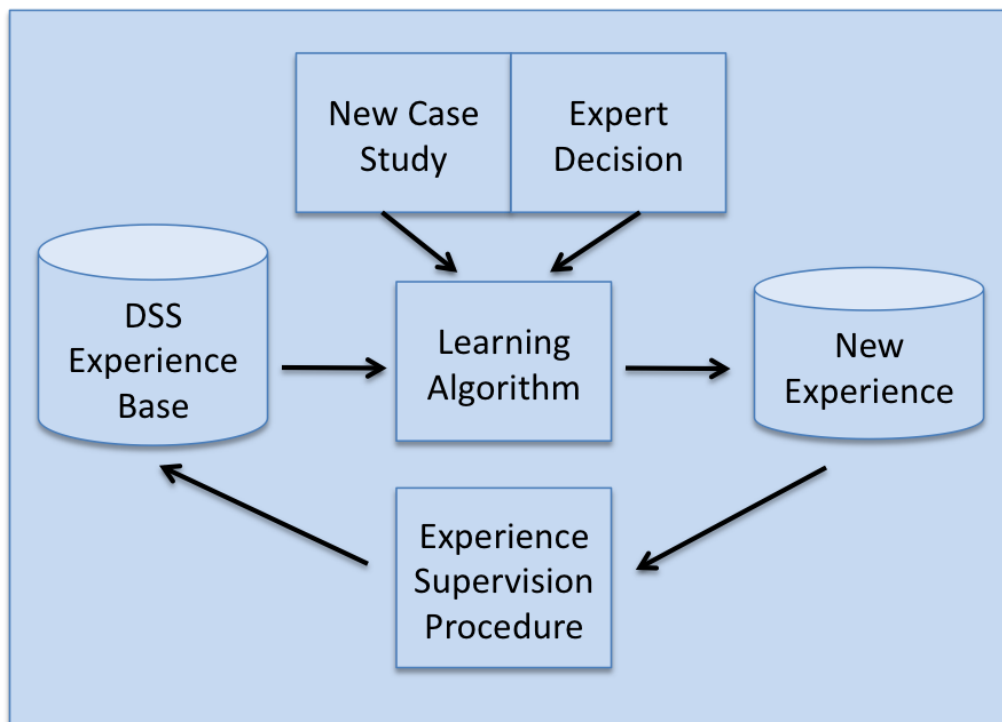 New Case
Study
Expert
Decision
DSS
Experience
Base
Learning
Algorithm
New
Experience
Experience
Supervision
Procedure